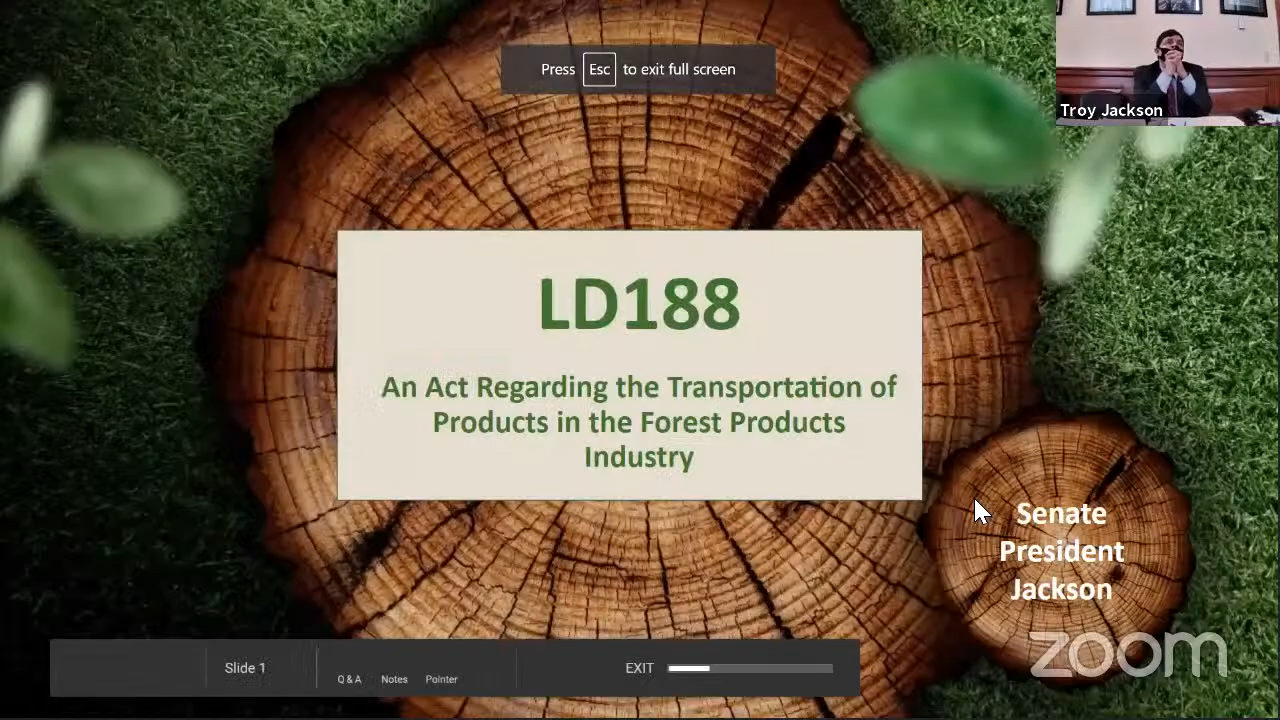 Press Esc to exit full screen
Troy Jackson
LD188
An Act Regarding the Transportation of
Products in the Forest Products
Industry
Senate
President
Jackson
zoom
Slide 1
Q & A Notes Pointer
EXIT